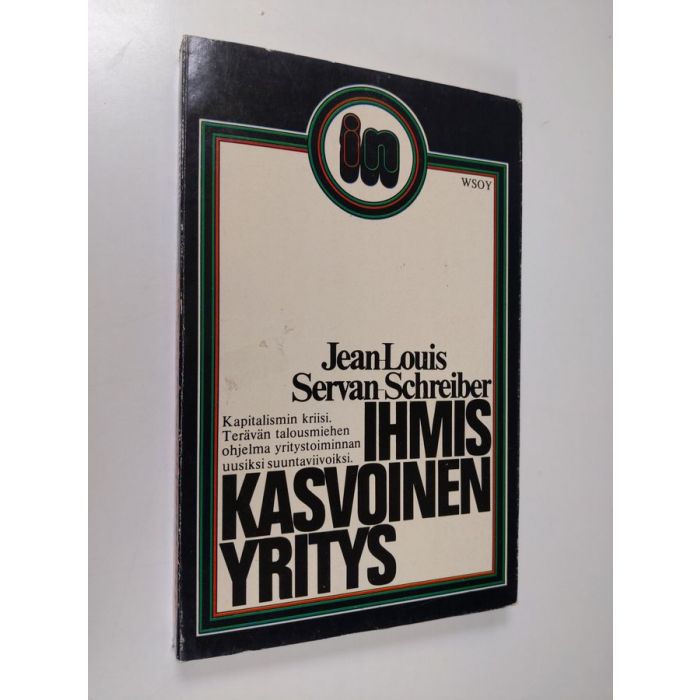 in
WSOY
Jean-Louis
Servan-Schreiber
Kapitalismin kriisi.
Terävän talousmiehen
ohjelma yritystoiminnan
uusiksi suuntaviivoiksi.
IHMIS
KASVOINEN
YRITYS